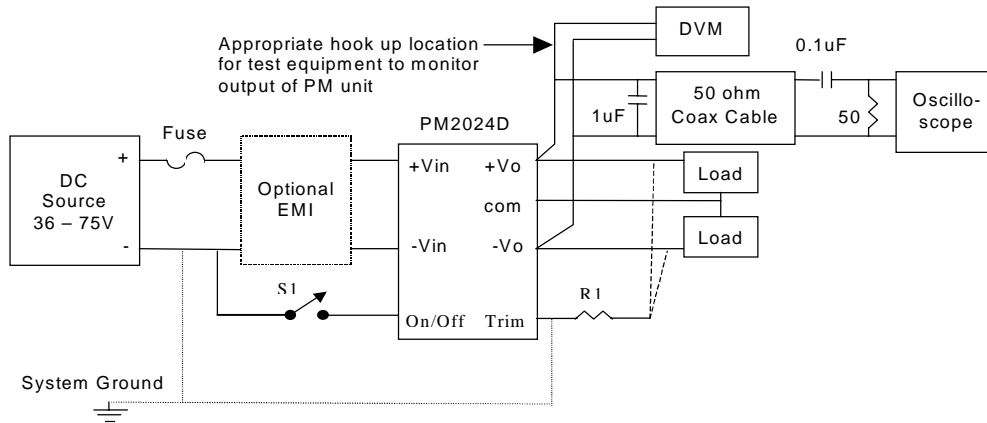 DVM
Appropriate hook up location
for test equipment to monitor
output of PM unit
0.1uF
50 ohm
Coax Cable
1uF
50
Oscillo-
scope
Fuse
PM2024D
DC
Source
36 – 75V
+
-
Optional
EMI
+Vin
+Vo
com
-Vin
-Vo
On/Off
Trim
Load
Load
S1
R1
System Ground